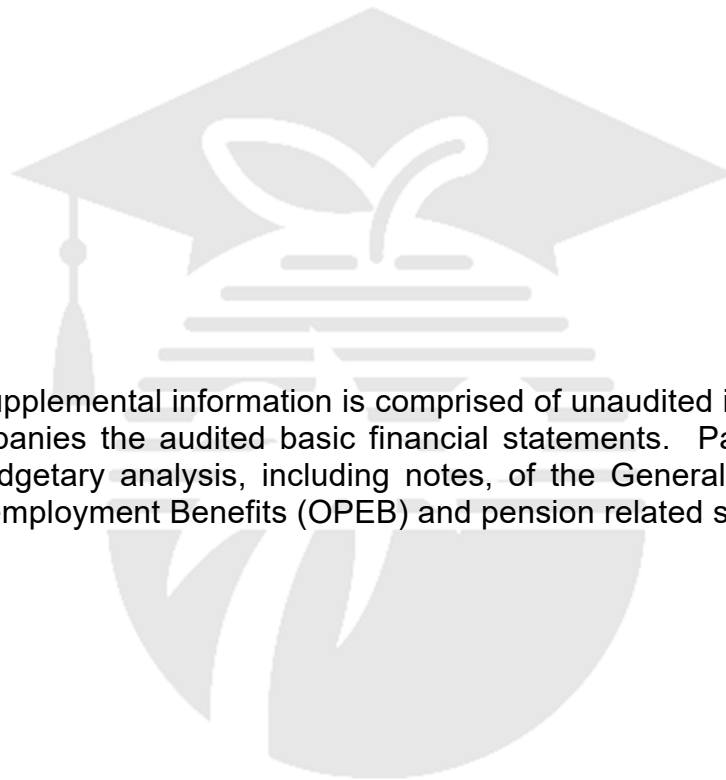 upplemental information is comprised of unaudited i
panies the audited basic financial statements. Pa
dgetary analysis, including notes, of the General
employment Benefits (OPEB) and pension related s